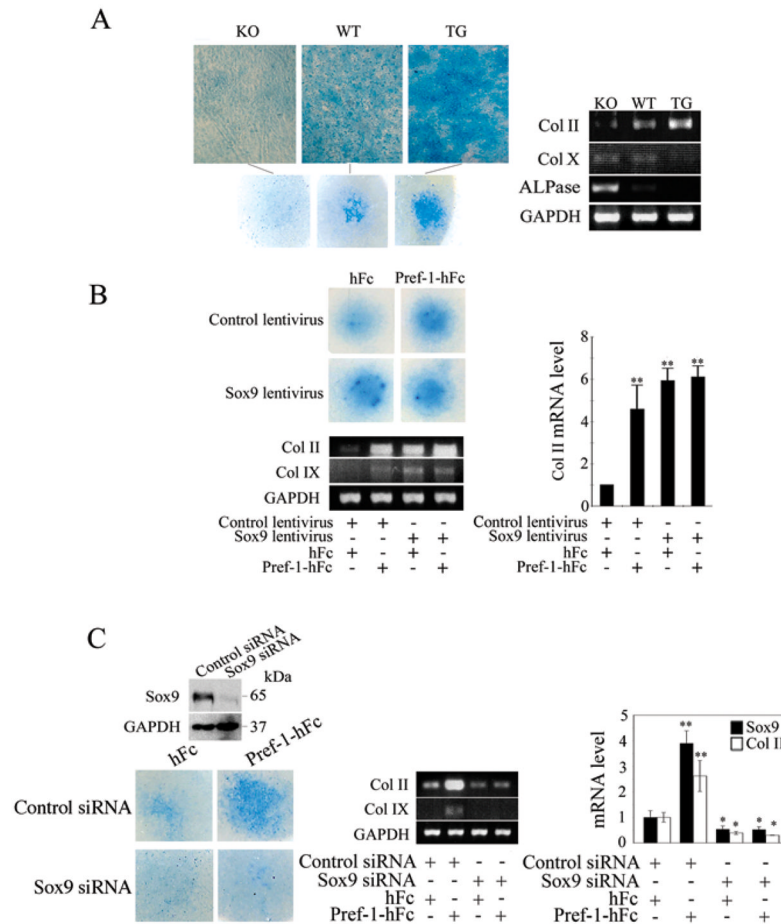 A
KO WT TG
KO WT TG
Col II
Col X
ALPase
GAPDH
B
hFc Pref-1-hFc
Control lentivirus
Sox9 lentivirus
Col II
Col IX
GAPDH
Control lentivirus + + - -
Sox9 lentivirus - - + +
hFc + - + -
Pref-1-hFc - + - +
Col II mRNA level
8
6
4
2
0
** ** **
Control lentivirus + + - -
Sox9 lentivirus - - + +
hFc + - + -
Pref-1-hFc - + - +
C
Control siRNA
Sox9 siRNA
kDa
Sox9 65
GAPDH 37
hFc Pref-1-hFc
Control siRNA
Sox9 siRNA
Col II
Col IX
GAPDH
Control siRNA + + - -
Sox9 siRNA - - + +
hFc + - + -
Pref-1-hFc - + - +
mRNA level
5
4
3
2
1
0
Sox9
Col II
** ** * * * *
Control siRNA + + - -
Sox9 siRNA - - + +
hFc + - + -
Pref-1-hFc - + - +